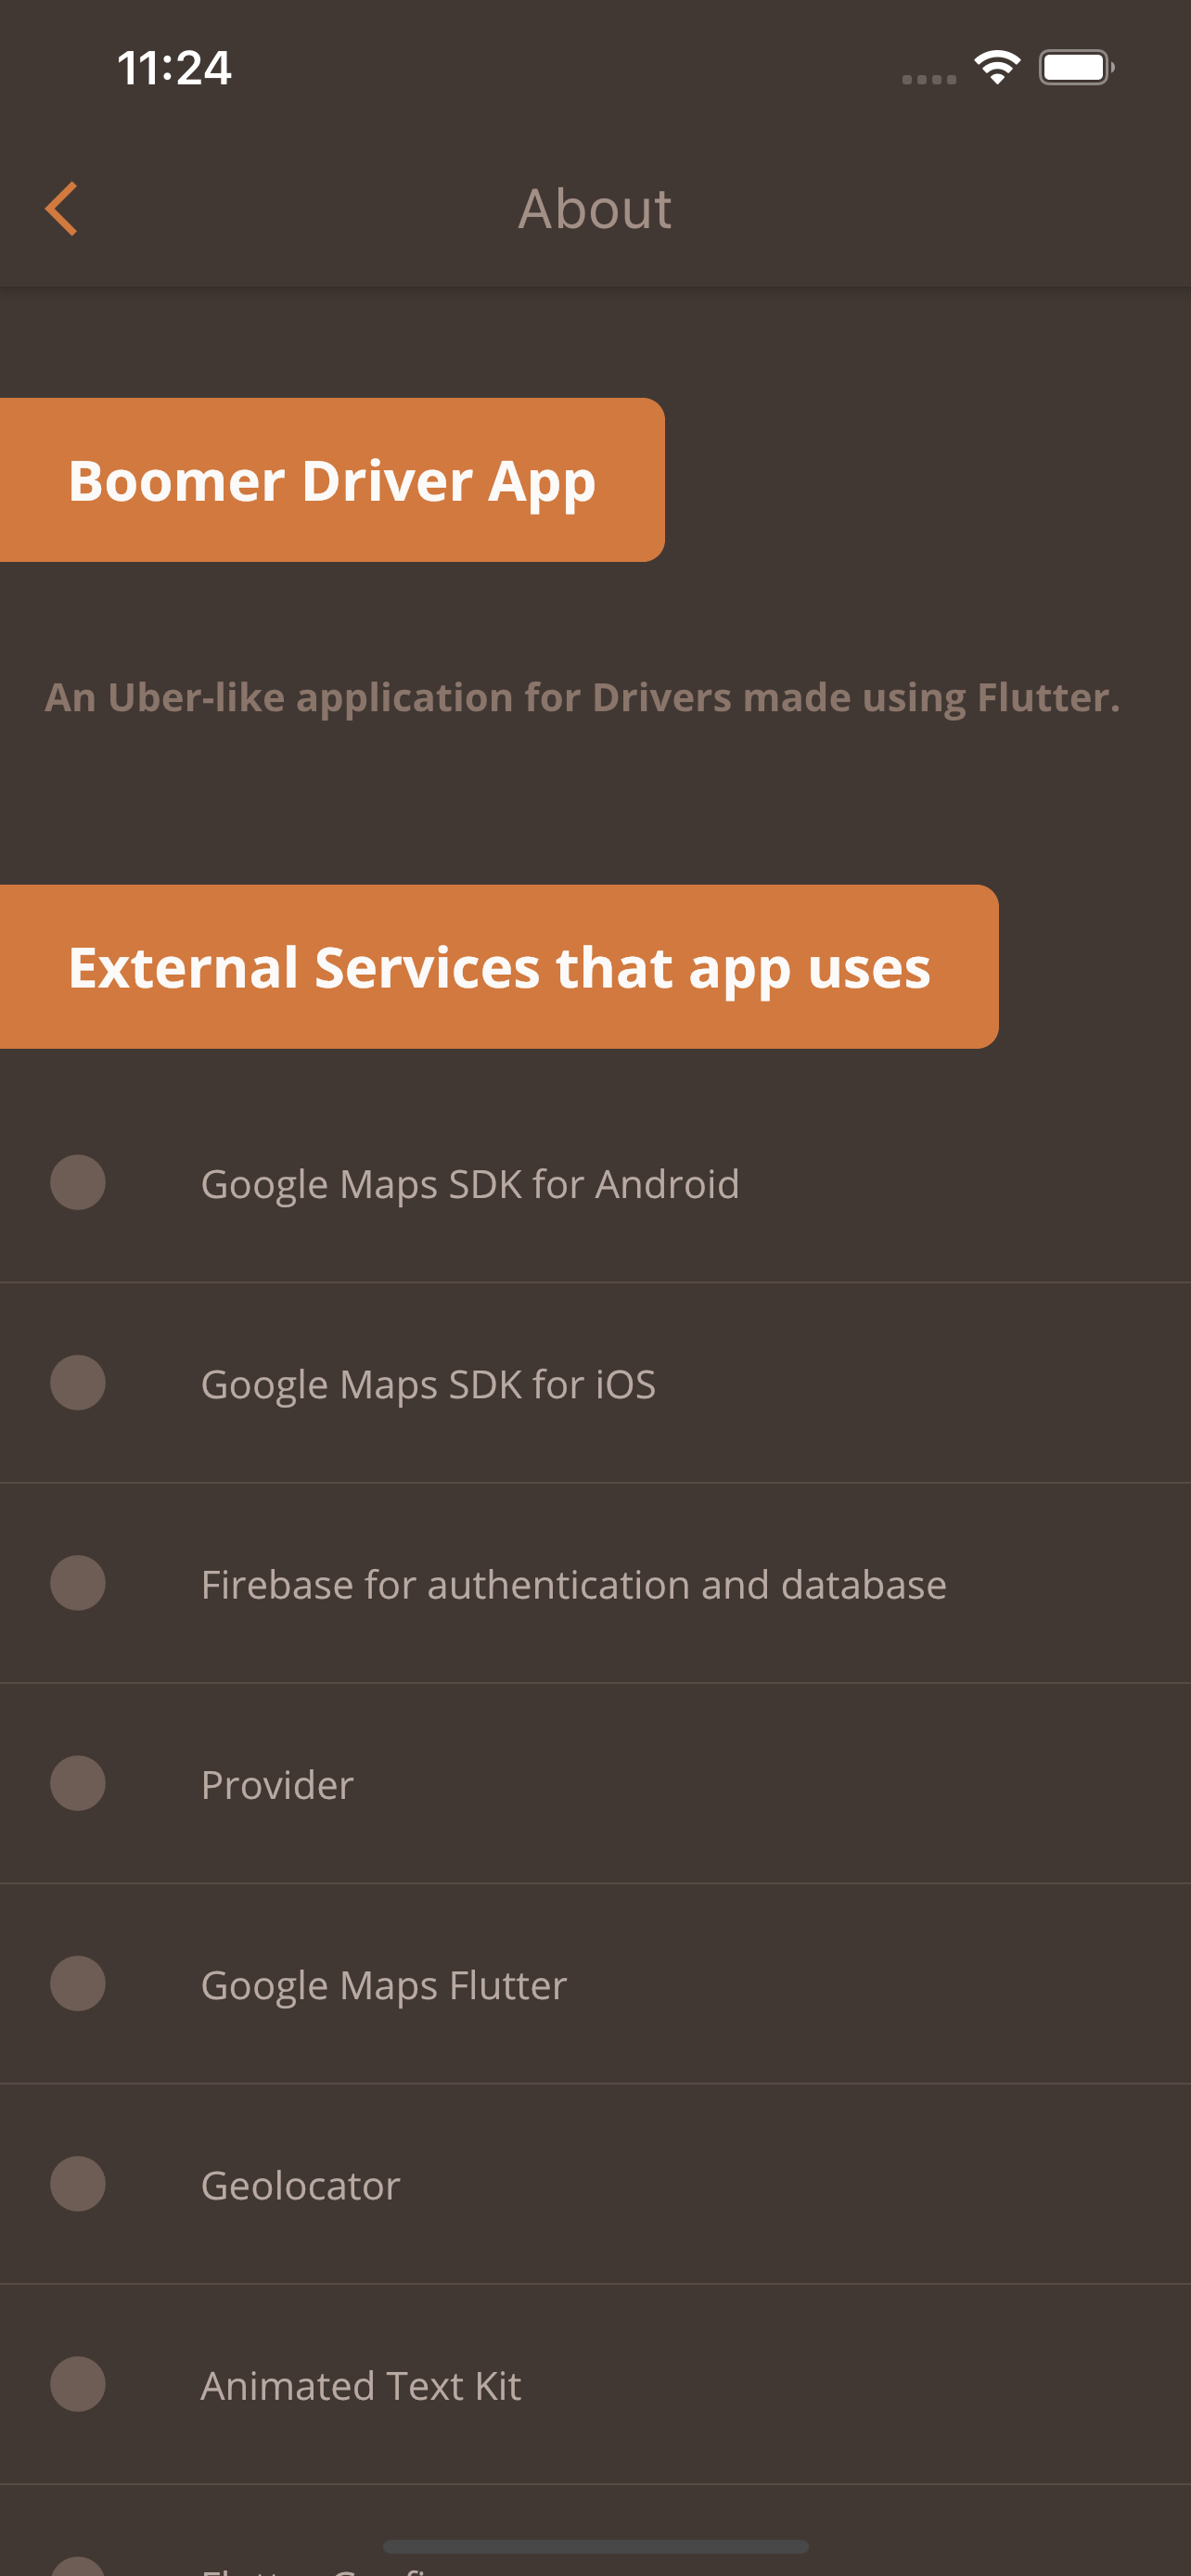 11:24
About
Boomer Driver App
An Uber-like application for Drivers made using Flutter.
External Services that app uses
Google Maps SDK for Android
Google Maps SDK for iOS
Firebase for authentication and database
Provider
Google Maps Flutter
Geolocator
Animated Text Kit